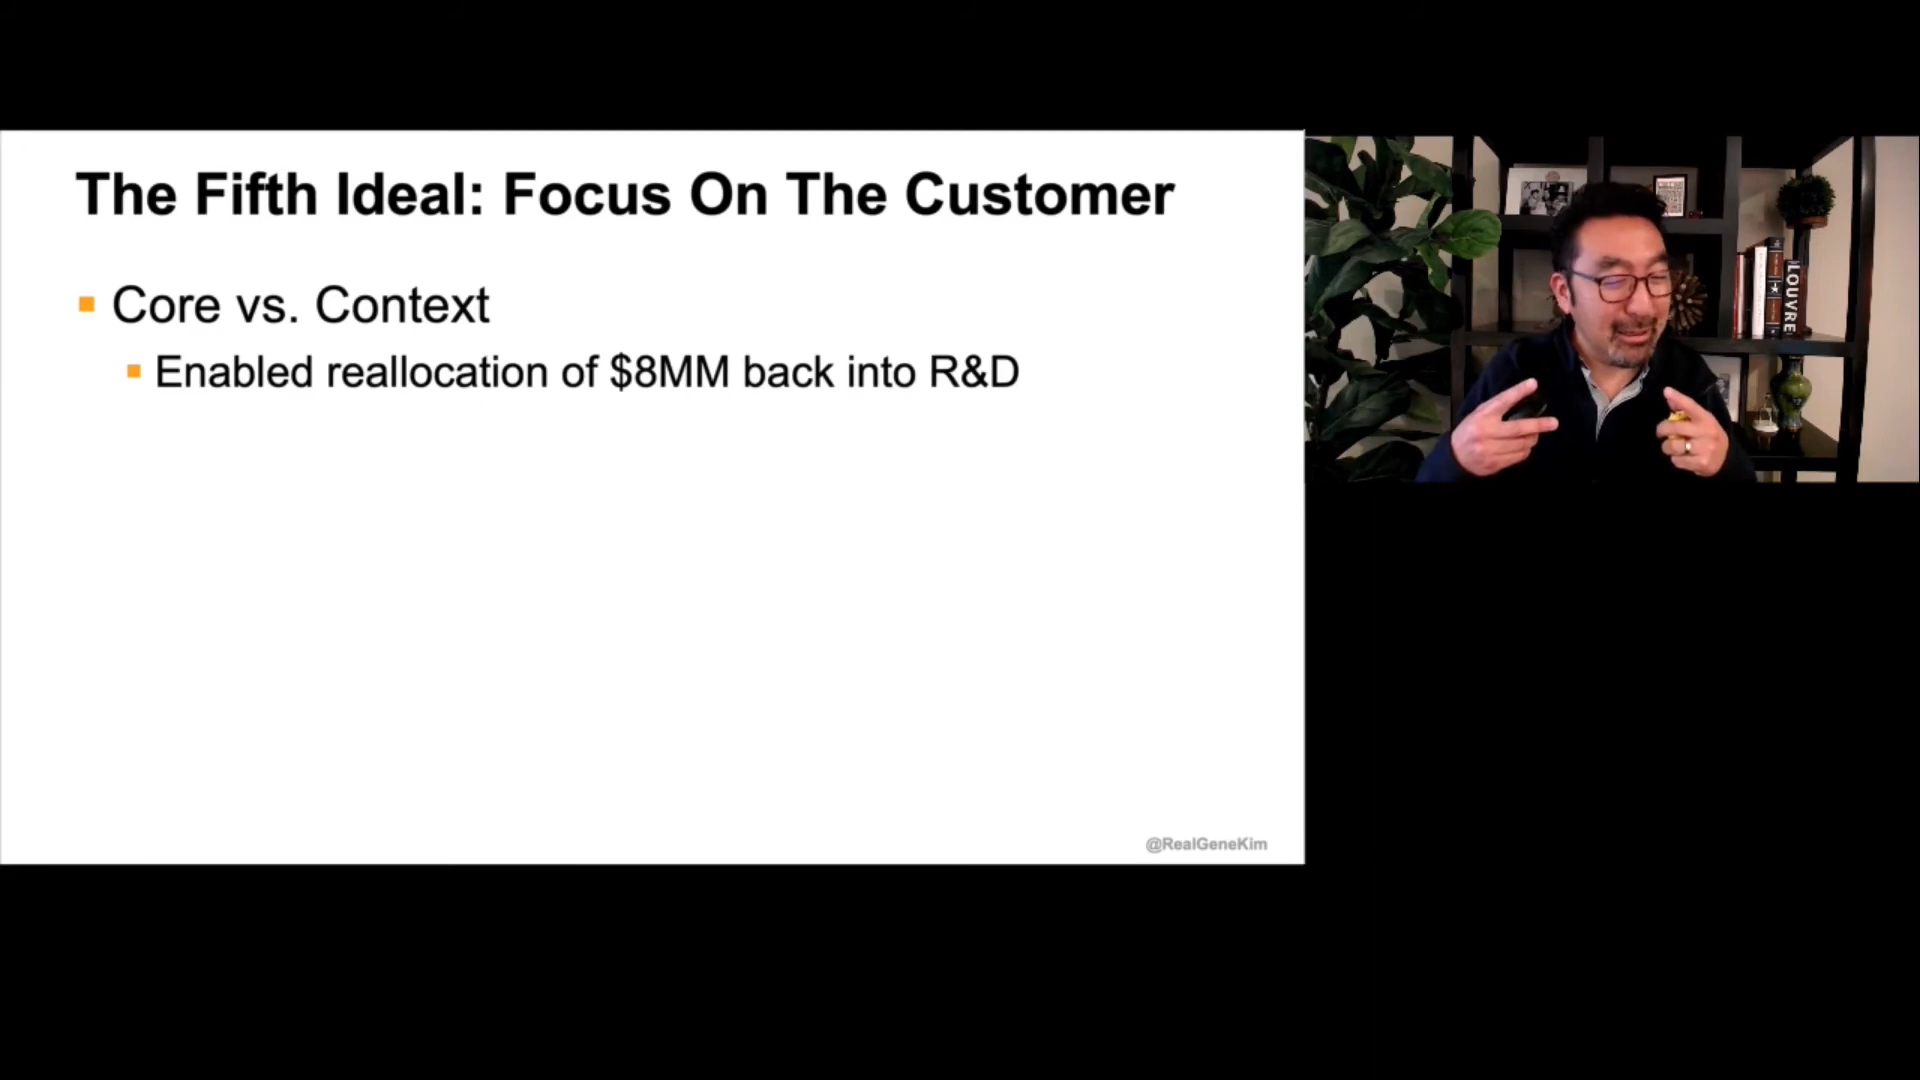 The Fifth Ideal: Focus On The Customer
Core vs. Context
Enabled reallocation of $8MM back into R&D
@RealGeneKim
LOUVRE